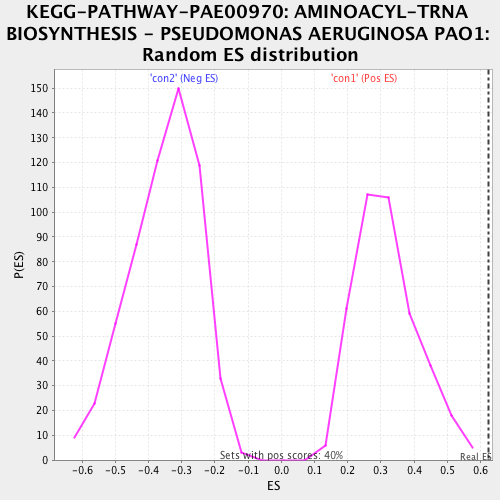 KEGG-PATHWAY-PAE00970: AMINOACYL-TRNA
BIOSYNTHESIS - PSEUDOMONAS AERUGINOSA PAO1:
Random ES distribution
'con2' (Neg ES)
'con1' (Pos ES)
150
140
130
120
110
100
90
80
70
60
50
40
30
20
10
0
P(ES)
Sets with pos scores: 40%
Real ES
-0.6 -0.5 -0.4 -0.3 -0.2 -0.1 0.0 0.1 0.2 0.3 0.4 0.5 0.6
ES